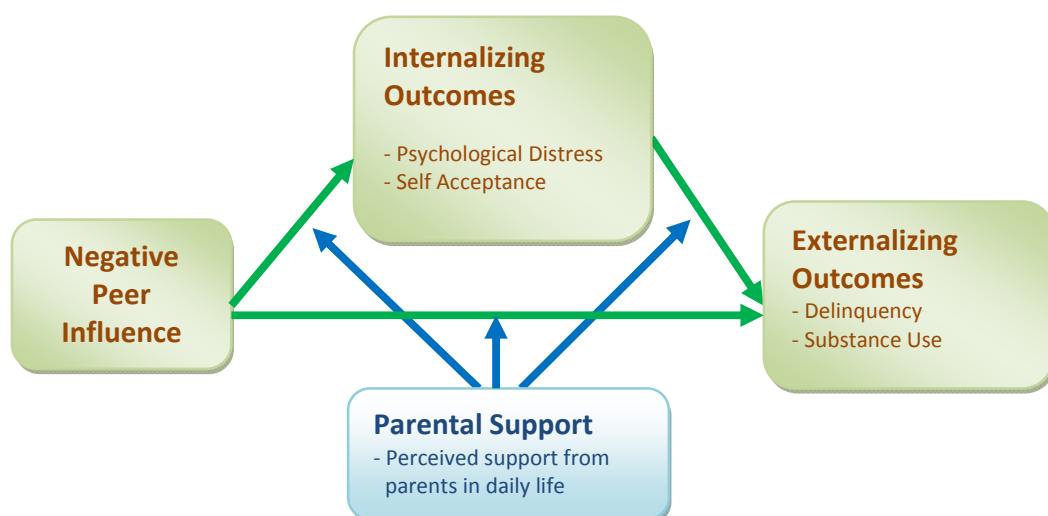 Internalizing
Outcomes
- Psychological Distress
- Self Acceptance
Negative
Peer
Influence
Externalizing
Outcomes
- Delinquency
- Substance Use
Parental Support
- Perceived support from
parents in daily life